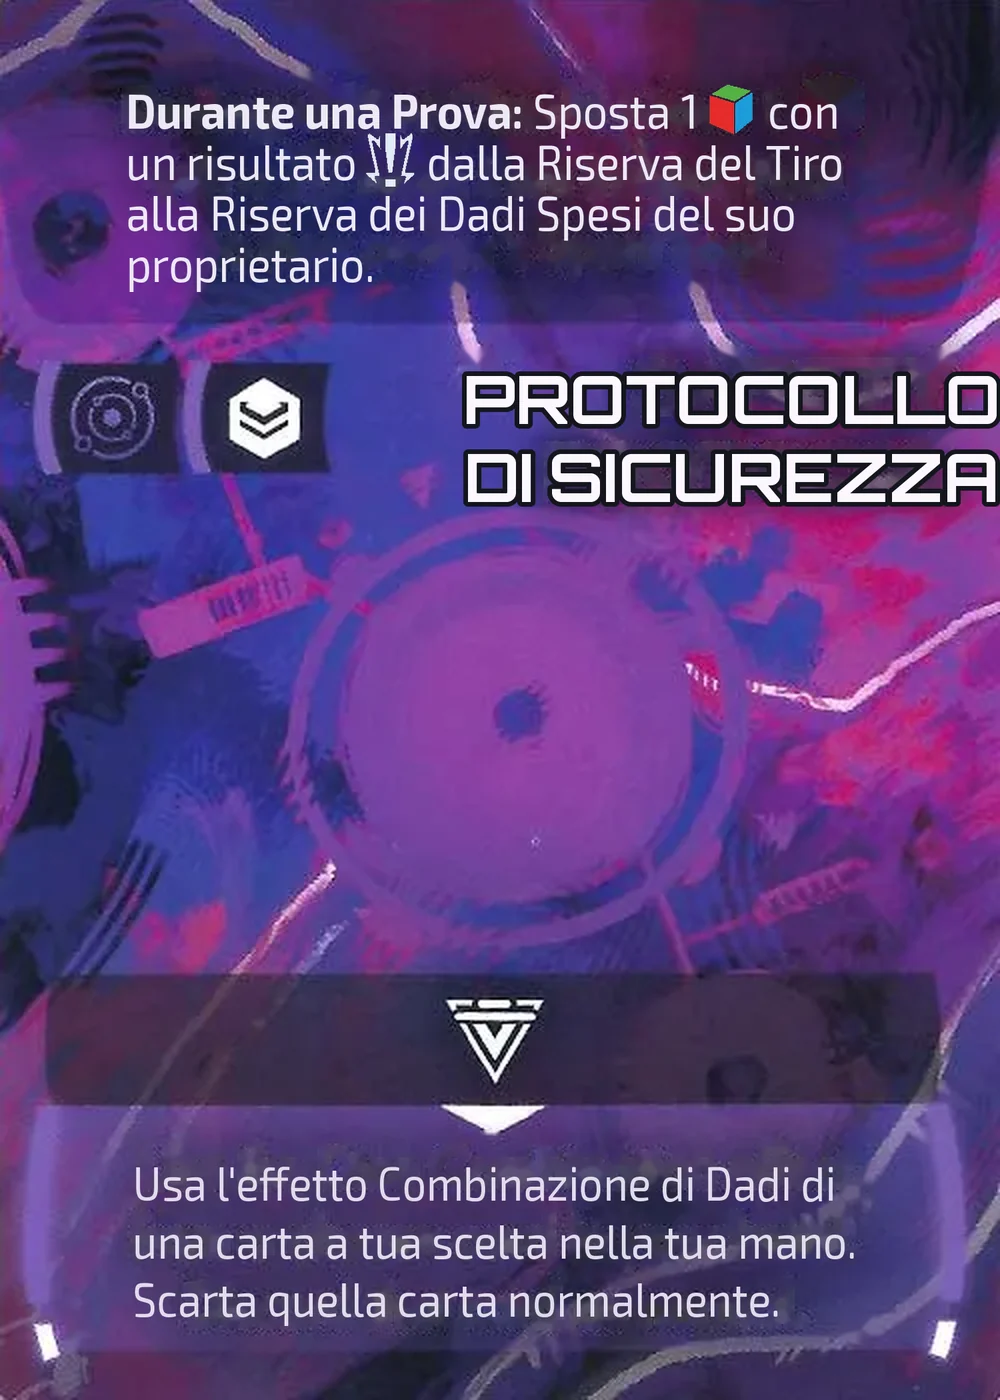 Durante una Prova: Sposta 1 con
un risultato dalla Riserva del Tiro
alla Riserva dei Dadi Spesi del suo
proprietario.
PROTOCOLLO
DI SICUREZZA
Usa l'effetto Combinazione di Dadi di
una carta a tua scelta nella tua mano.
Scarta quella carta normalmente.